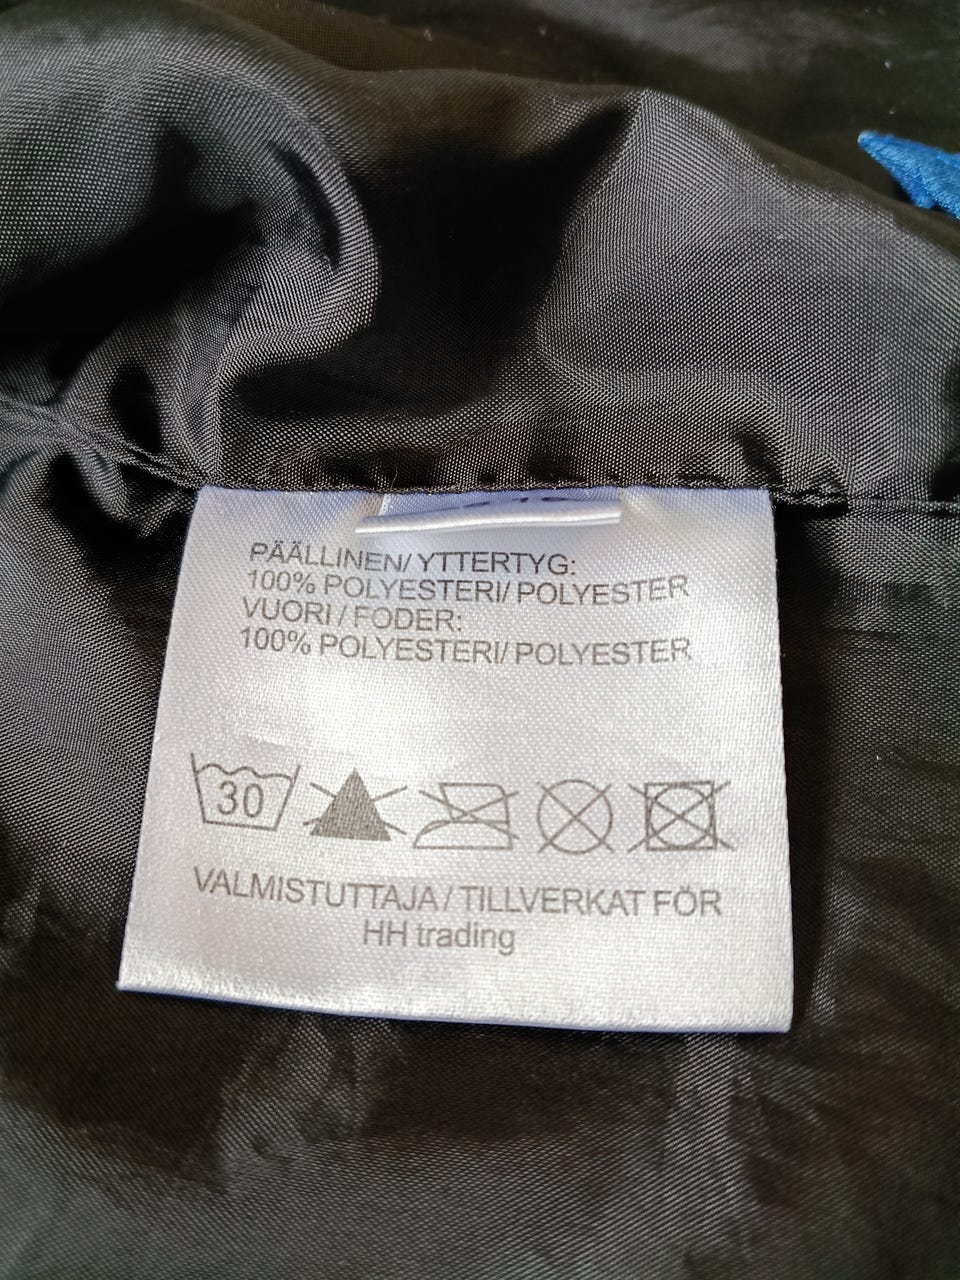 PÄÄLLINEN/ YTTERTYG:
100% POLYESTERI/ POLYESTER
VUORI / FODER:
100% POLYESTERI/ POLYESTER
30
VALMISTUTTAJA / TILLVERKAT FÖR
HH trading